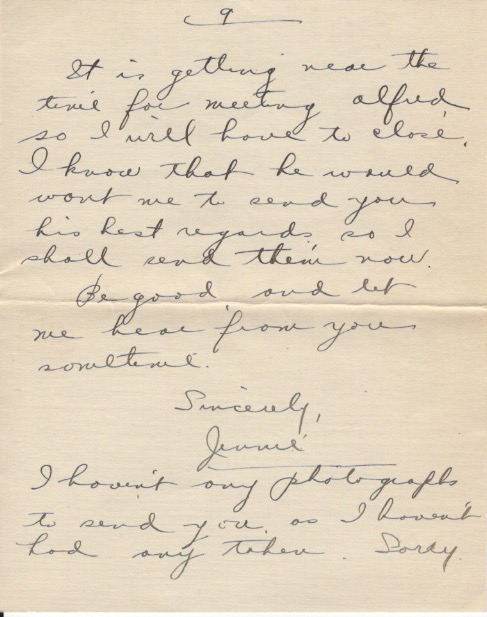 9
It is getting near the
time for meeting Alfred
so I will have to close.
I know that he would
want me to send you
his best regards so I
shall send them now.
Be good, and let
me hear from you
sometime.
Sincerely,
Jennie
I haven't any photographs
to send you, as I haven't
had any taken. Sorry.